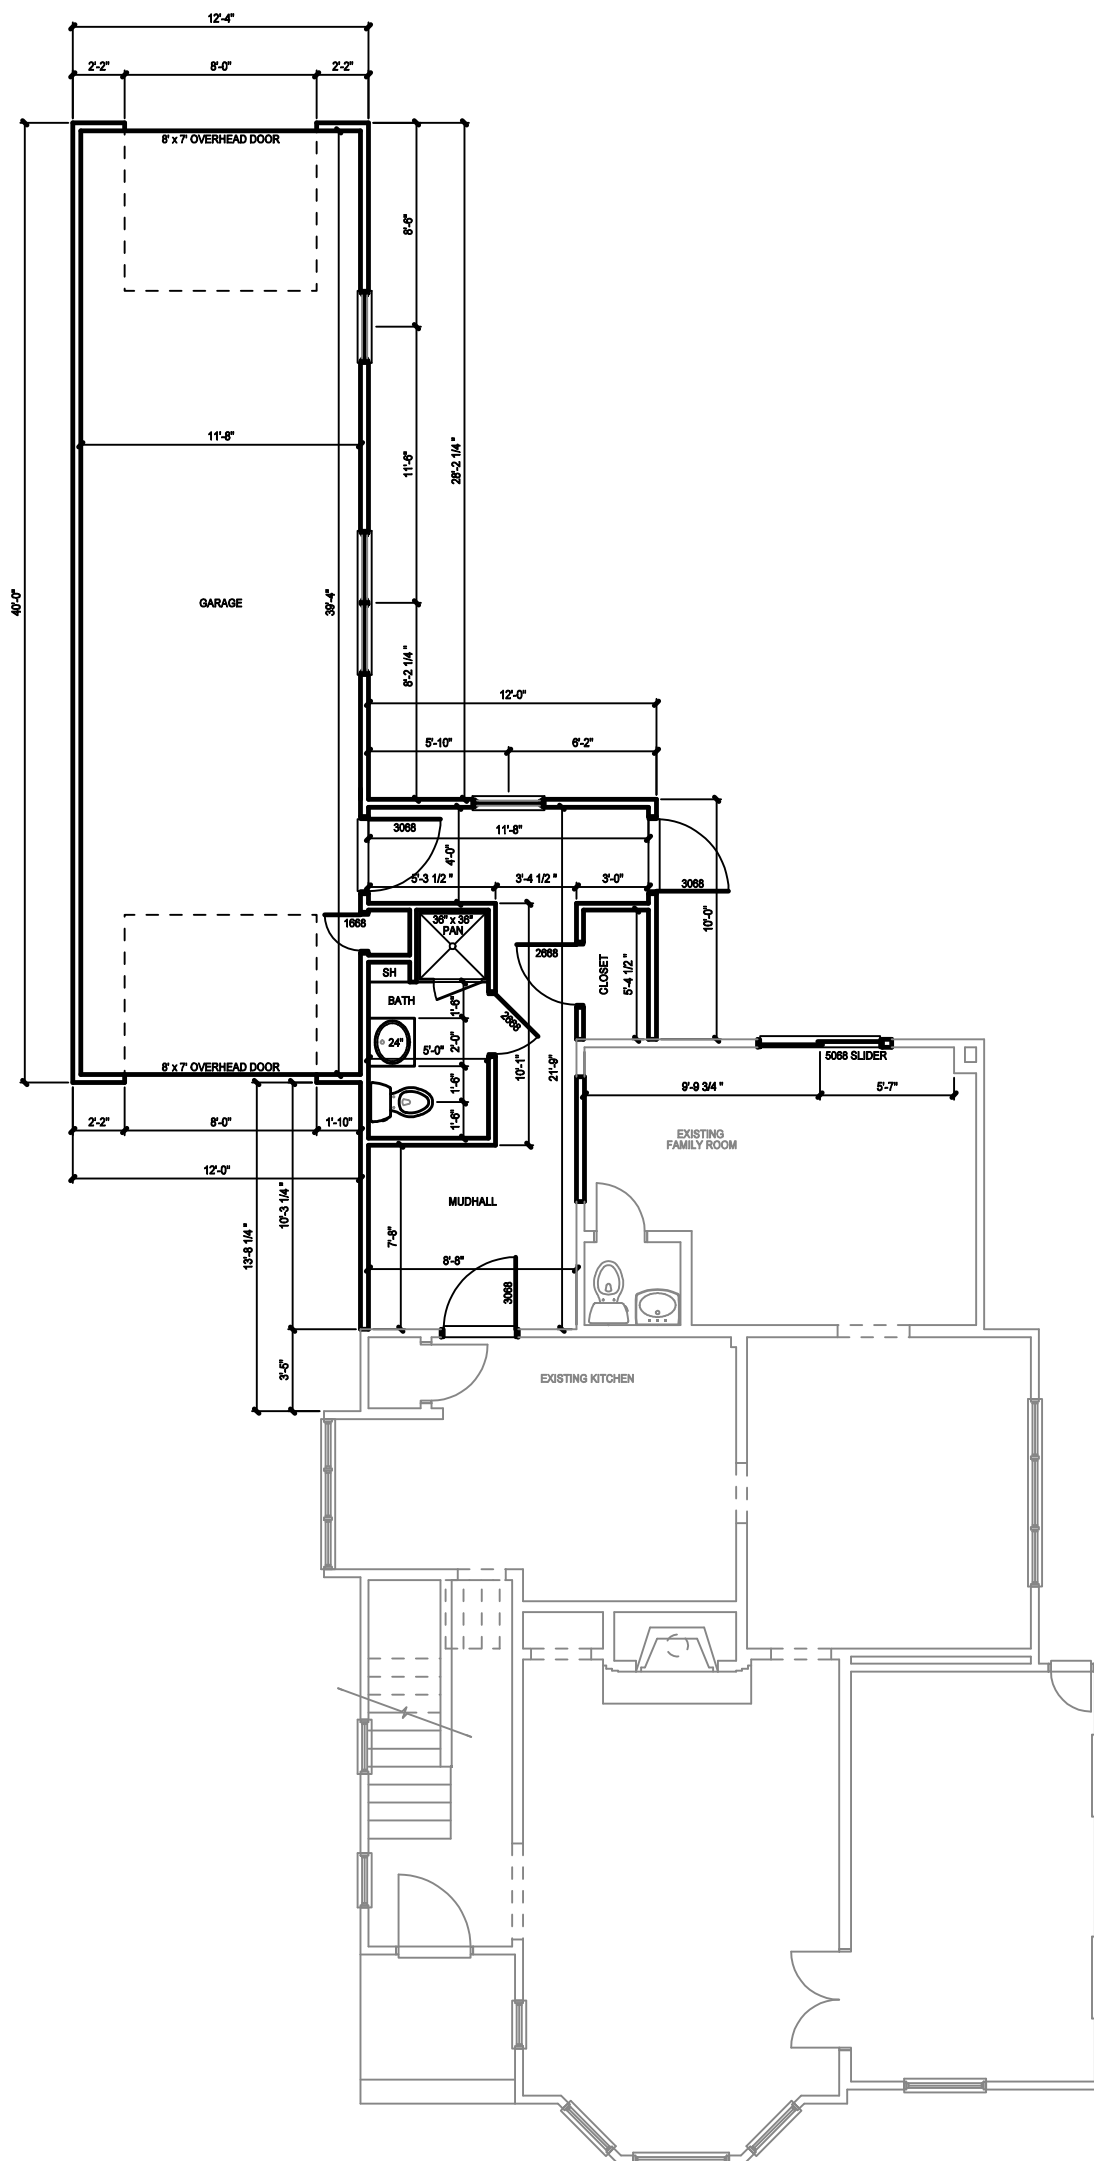 12'-4"
2'-2"
8'-0"
2'-2"
8' x 7' OVERHEAD DOOR
8'-6"
11'-8"
11'-6"
28'-2 1/4 "
40'-0"
GARAGE
39'-4"
8'-2 1/4 "
12'-0"
5'-10"
6'-2"
3068
11'-8"
4'-0"
5'-3 1/2 "
3'-4 1/2 "
3'-0"
3068
10'-0"
1668
36" x 36"
PAN
2668
CLOSET
5'-4 1/2 "
SH
BATH
1'-6"
2668
24"
2'-0"
5'-0"
10'-1"
21'-9"
5068 SLIDER
8' x 7' OVERHEAD DOOR
1'-6"
9'-9 3/4 "
5'-7"
2'-2"
8'-0"
1'-10"
1'-6"
EXISTING
FAMILY ROOM
12'-0"
10'-3 1/4 "
MUDHALL
13'-8 1/4 "
7'-8"
8'-8"
3068
3'-5"
EXISTING KITCHEN